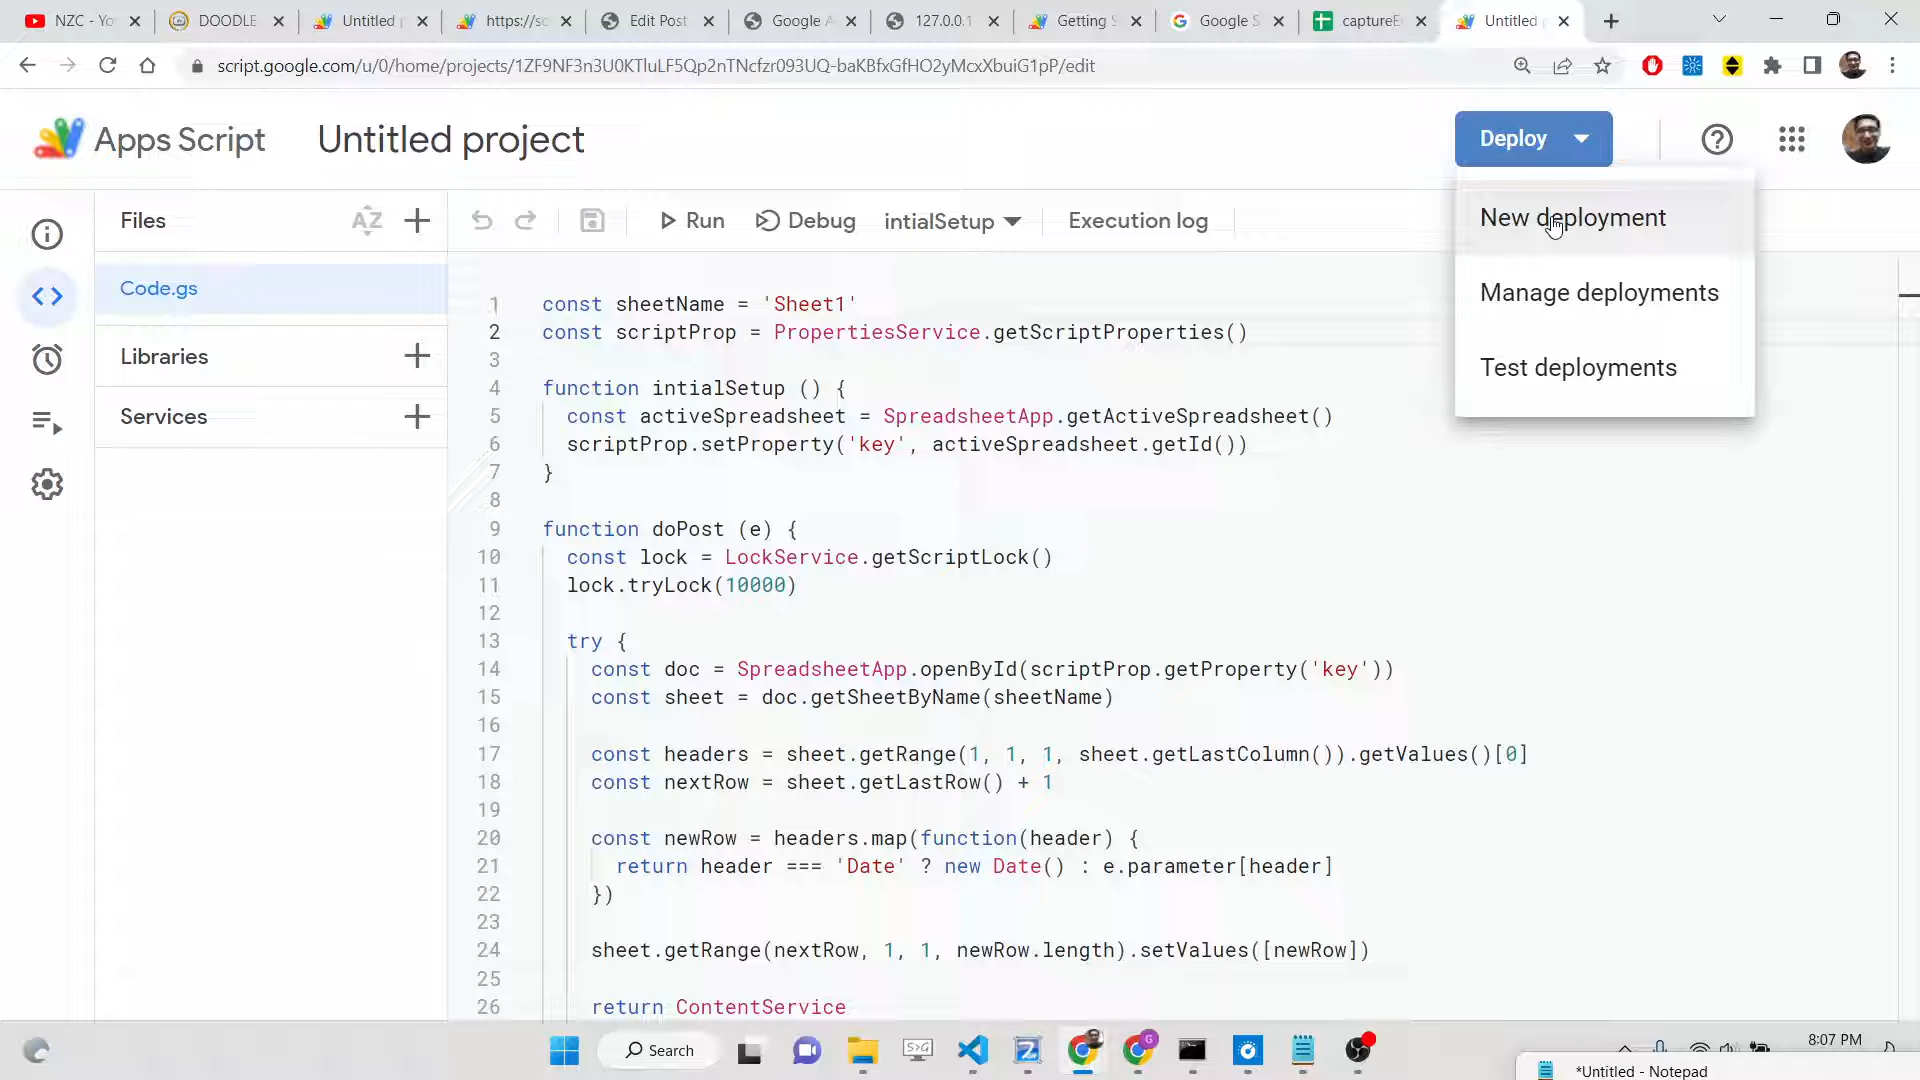 NZC - Yo
DOODLE
Untitled p
https://sc
Edit Post
Google A
127.0.0.1
Getting S
Google S
captureE
Untitled p
script.google.com/u/0/home/projects/1ZF9NF3n3U0KTluLF5Qp2nTNcfzr093UQ-baKBfxGfHO2yMcxXbuiG1pP/edit
Apps Script
Untitled project
Deploy
New deployment
Manage deployments
Test deployments
Files
AZ
Code.gs
Libraries
Services
Run
Debug
intialSetup
Execution log
1 const sheetName = 'Sheet1'
2 const scriptProp = PropertiesService.getScriptProperties()
3
4 function intialSetup () {
5 const activeSpreadsheet = SpreadsheetApp.getActiveSpreadsheet()
6 scriptProp.setProperty('key', activeSpreadsheet.getId())
7 }
8
9 function doPost (e) {
10 const lock = LockService.getScriptLock()
11 lock.tryLock(10000)
12
13 try {
14 const doc = SpreadsheetApp.openById(scriptProp.getProperty('key'))
15 const sheet = doc.getSheetByName(sheetName)
16
17 const headers = sheet.getRange(1, 1, 1, sheet.getLastColumn()).getValues()[0]
18 const nextRow = sheet.getLastRow() + 1
19
20 const newRow = headers.map(function(header) {
21 return header === 'Date' ? new Date() : e.parameter[header]
22 })
23
24 sheet.getRange(nextRow, 1, 1, newRow.length).setValues([newRow])
25
26 return ContentService
Search
S>G
G
8:07 PM
*Untitled - Notepad